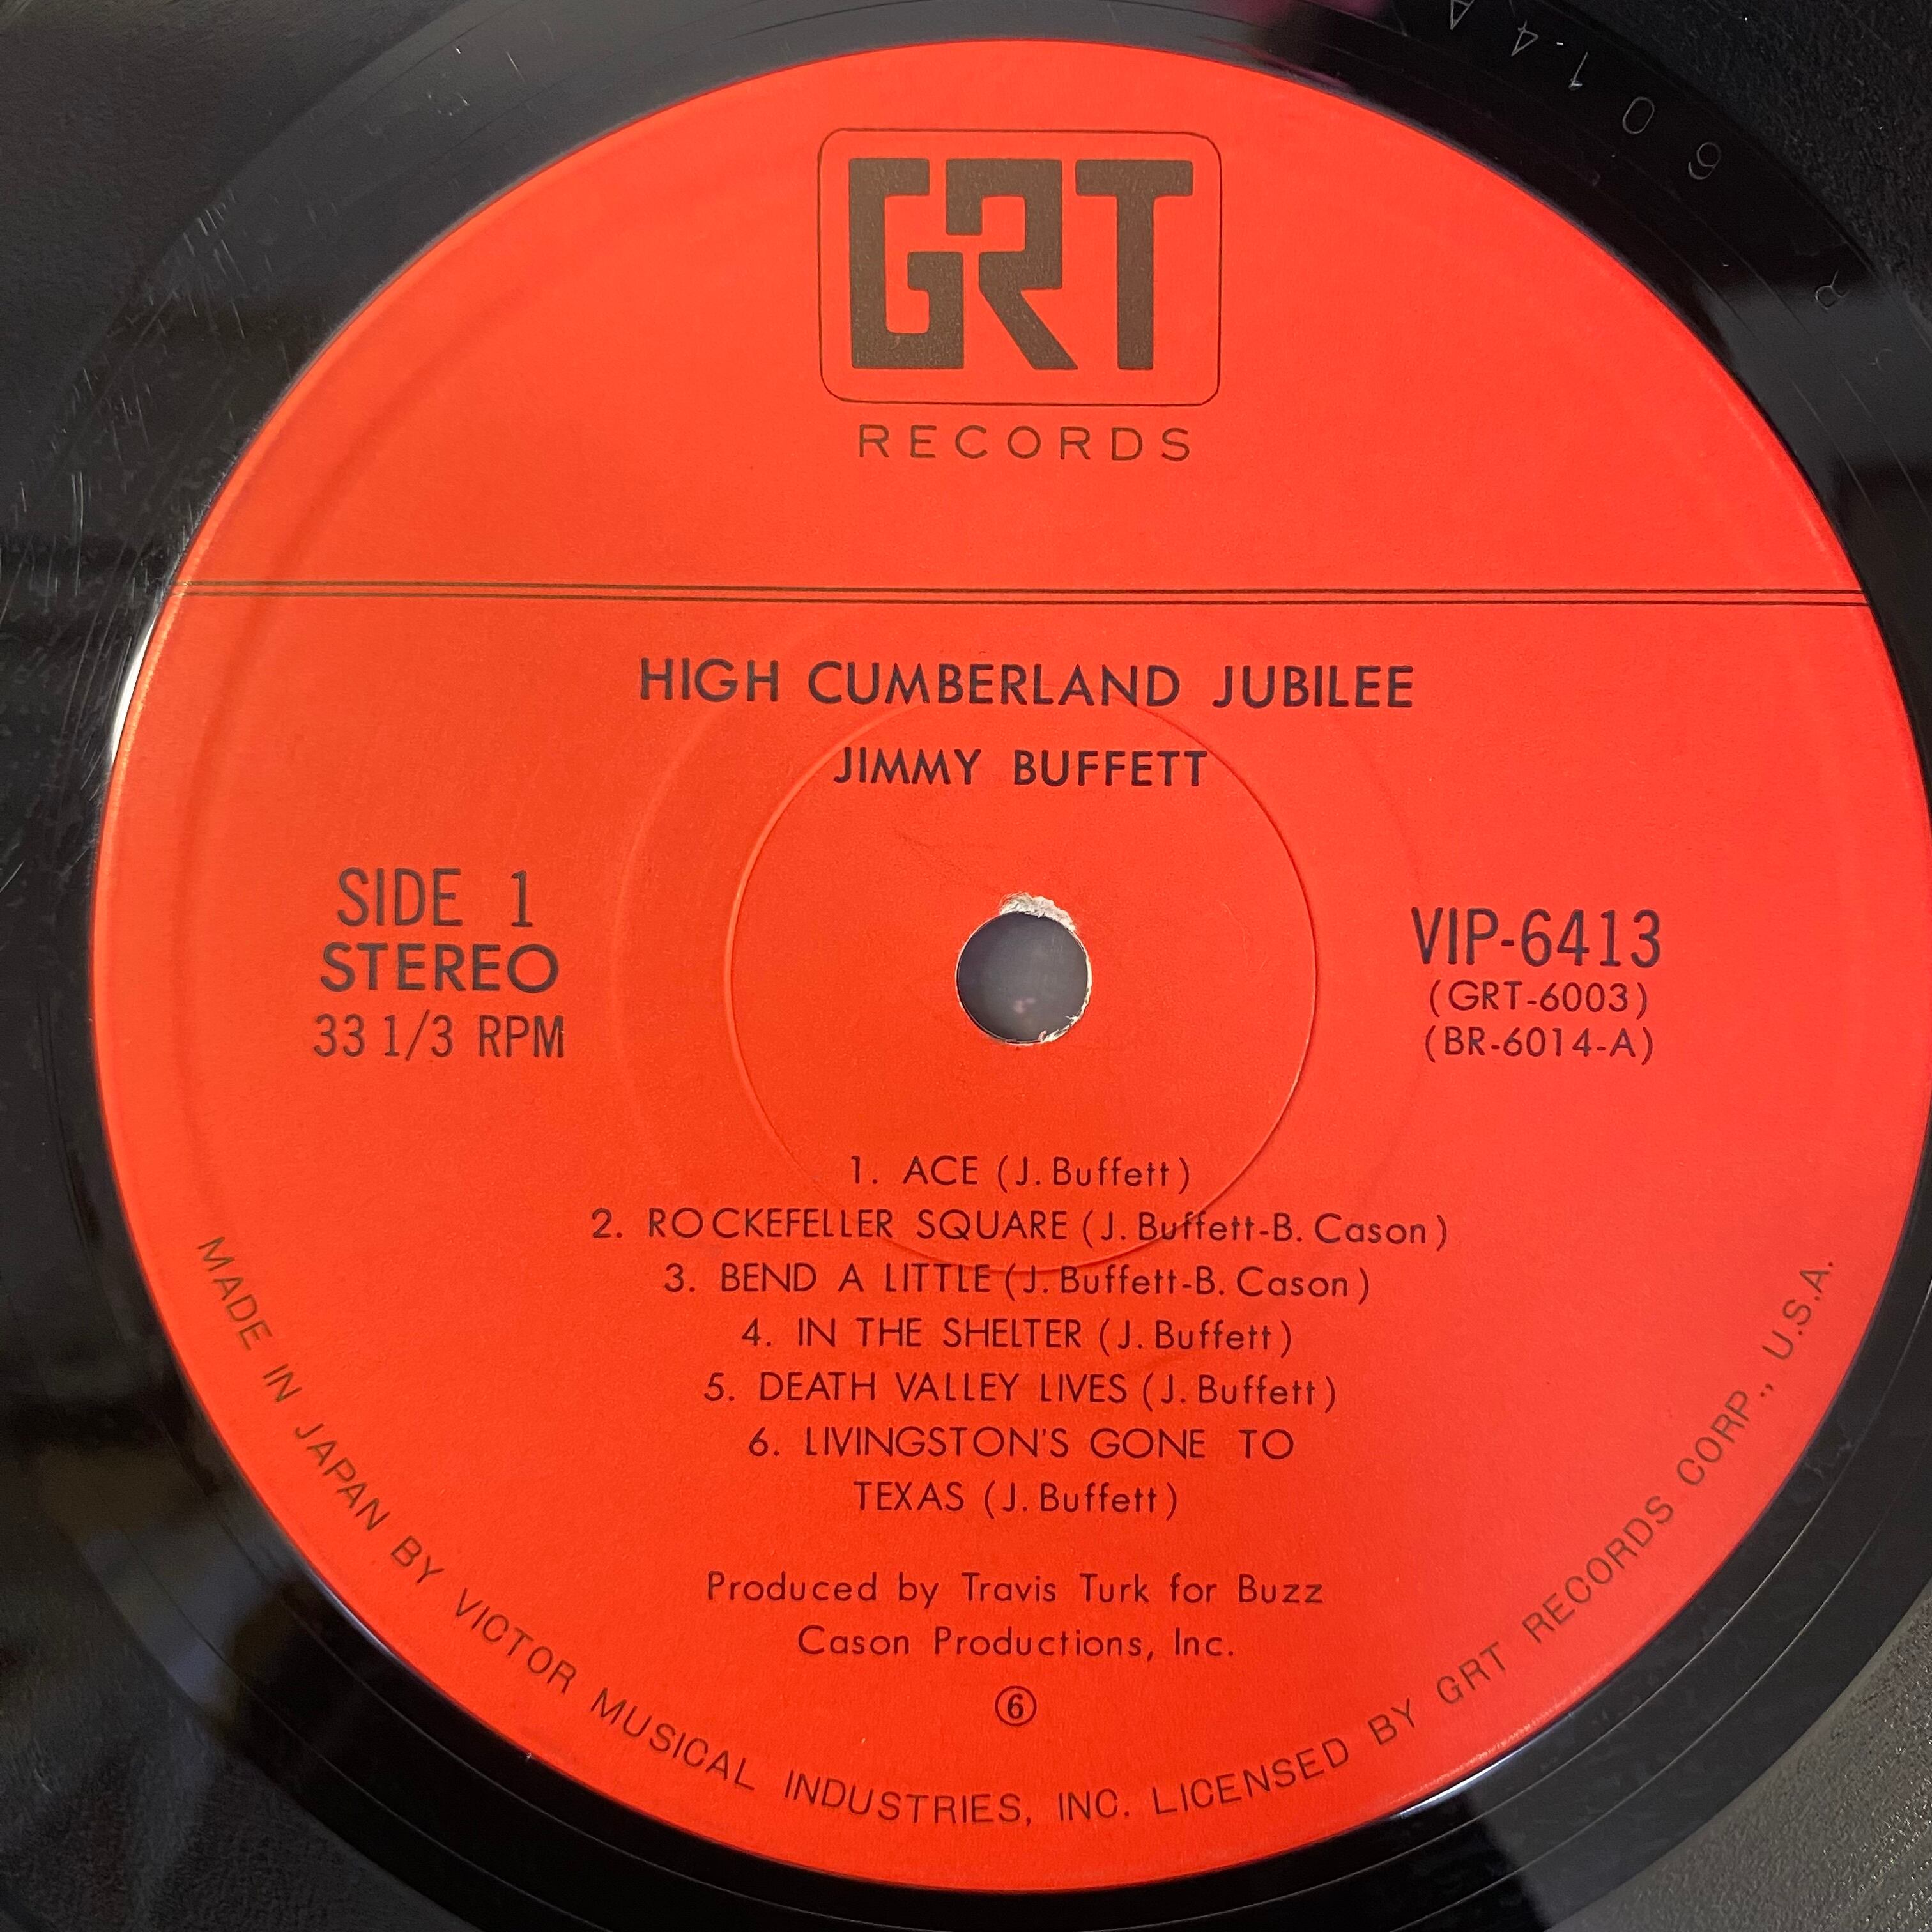 GRT
RECORDS
HIGH CUMBERLAND JUBILEE
JIMMY BUFFETT
SIDE 1
STEREO
33 1/3 RPM
VIP-6413
(GRT-6003)
(BR-6014-A)
1. ACE (J. Buffett)
2. ROCKEFELLER SQUARE (J. Buffett-B. Cason)
3. BEND A LITTLE (J. Buffett-B. Cason)
4. IN THE SHELTER (J. Buffett)
5. DEATH VALLEY LIVES (J. Buffett)
6. LIVINGSTON'S GONE TO
TEXAS (J. Buffett)
Produced by Travis Turk for Buzz
Cason Productions, Inc.
⑥
MADE IN JAPAN BY VICTOR MUSICAL INDUSTRIES, INC. LICENSED BY GRT RECORDS CORP., U.S.A.
R 6014 A